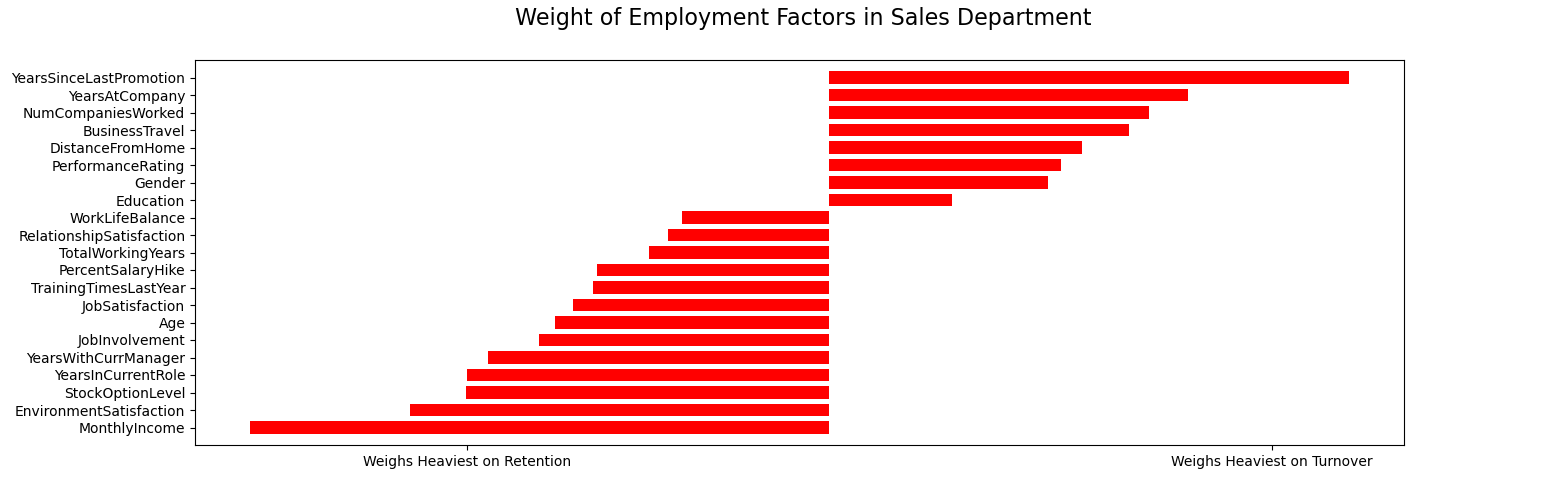 Weight of Employment Factors in Sales Department
YearsSinceLastPromotion
YearsAtCompany
NumCompaniesWorked
BusinessTravel
DistanceFromHome
PerformanceRating
Gender
Education
WorkLifeBalance
RelationshipSatisfaction
TotalWorkingYears
PercentSalaryHike
TrainingTimesLastYear
JobSatisfaction
Age
JobInvolvement
YearsWithCurrManager
YearsInCurrentRole
StockOptionLevel
EnvironmentSatisfaction
MonthlyIncome
Weighs Heaviest on Retention
Weighs Heaviest on Turnover